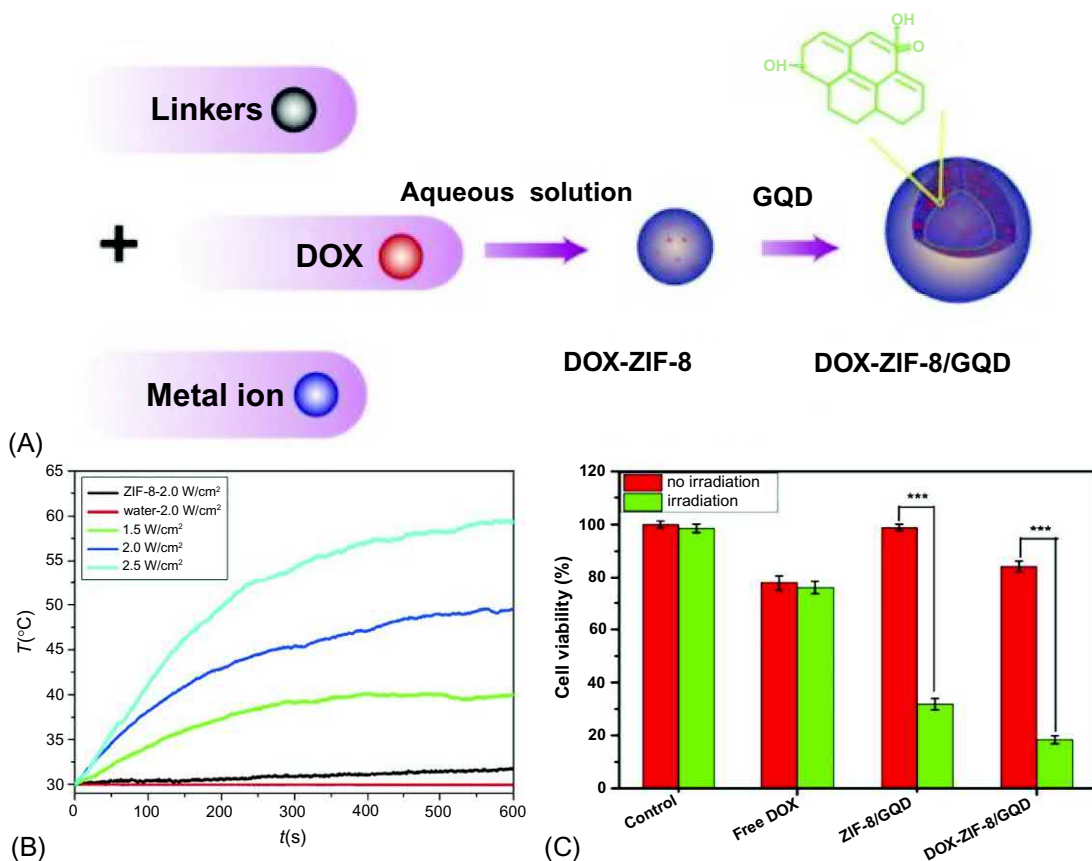 OH
O
OH
Linkers
Aqueous solution
GQD
+
DOX
DOX-ZIF-8
DOX-ZIF-8/GQD
Metal ion
(A)
65
60
55
50
45
40
35
30
T(°C)
ZIF-8-2.0 W/cm²
water-2.0 W/cm²
1.5 W/cm²
2.0 W/cm²
2.5 W/cm²
0
100
200
300
400
500
600
t(s)
(B)
120
100
80
60
40
20
0
Cell viability (%)
no irradiation
irradiation
***
***
Control
Free DOX
ZIF-8/GQD
DOX-ZIF-8/GQD
(C)